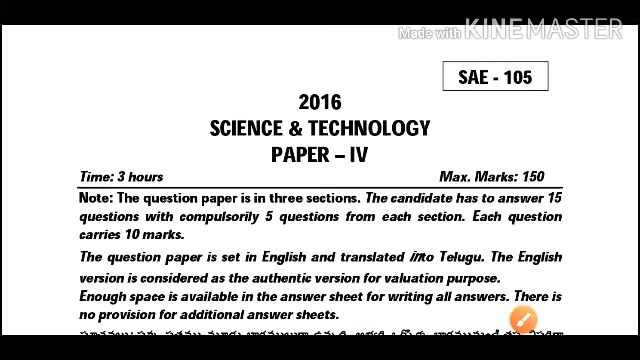 Made with KINEMASTER
SAE - 105
2016
SCIENCE & TECHNOLOGY
PAPER – IV
Time: 3 hours Max. Marks: 150
Note: The question paper is in three sections. The candidate has to answer 15
questions with compulsorily 5 questions from each section. Each question
carries 10 marks.
The question paper is set in English and translated into Telugu. The English
version is considered as the authentic version for valuation purpose.
Enough space is available in the answer sheet for writing all answers. There is
no provision for additional answer sheets.